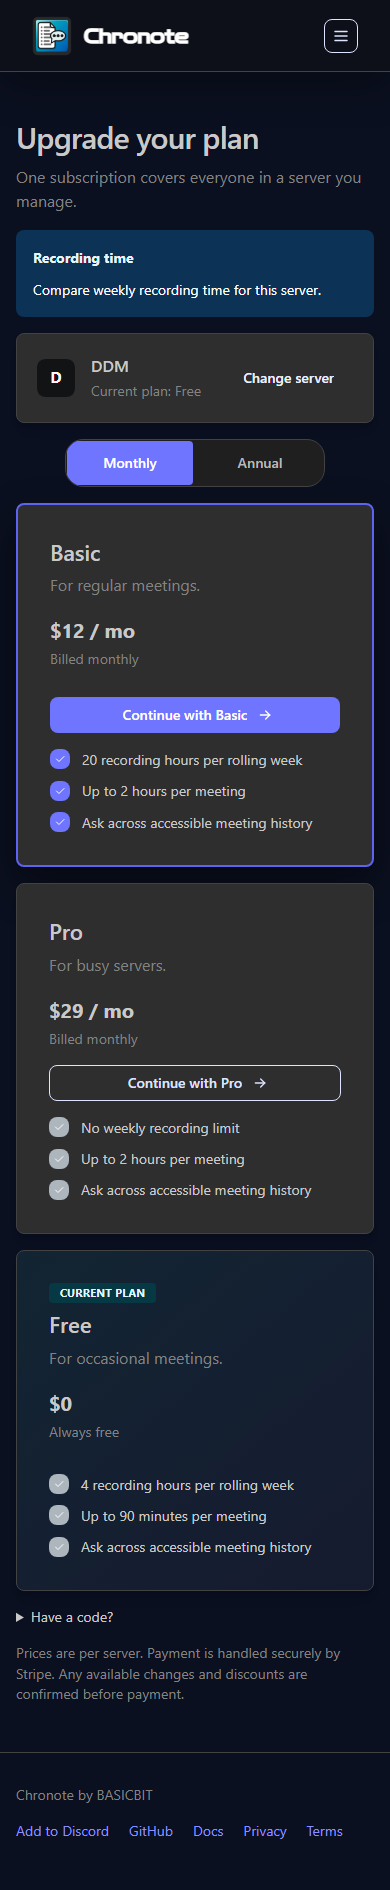 Chronote
Upgrade your plan
One subscription covers everyone in a server you
manage.
Recording time
Compare weekly recording time for this server.
D
DDM
Current plan: Free
Change server
Monthly
Annual
Basic
For regular meetings.
$12 / mo
Billed monthly
Continue with Basic →
20 recording hours per rolling week
Up to 2 hours per meeting
Ask across accessible meeting history
Pro
For busy servers.
$29 / mo
Billed monthly
Continue with Pro →
No weekly recording limit
Up to 2 hours per meeting
Ask across accessible meeting history
CURRENT PLAN
Free
For occasional meetings.
$0
Always free
4 recording hours per rolling week
Up to 90 minutes per meeting
Ask across accessible meeting history
Have a code?
Prices are per server. Payment is handled securely by
Stripe. Any available changes and discounts are
confirmed before payment.
Chronote by BASICBIT
Add to Discord GitHub Docs Privacy Terms